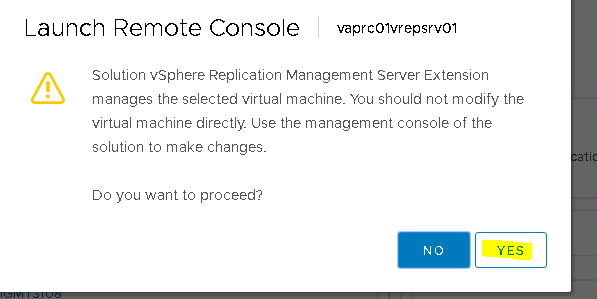 Launch Remote Console vaprc01vrepsrv01
Solution vSphere Replication Management Server Extension
manages the selected virtual machine. You should not modify the
virtual machine directly. Use the management console of the
solution to make changes.
Do you want to proceed?
catic
NO YES